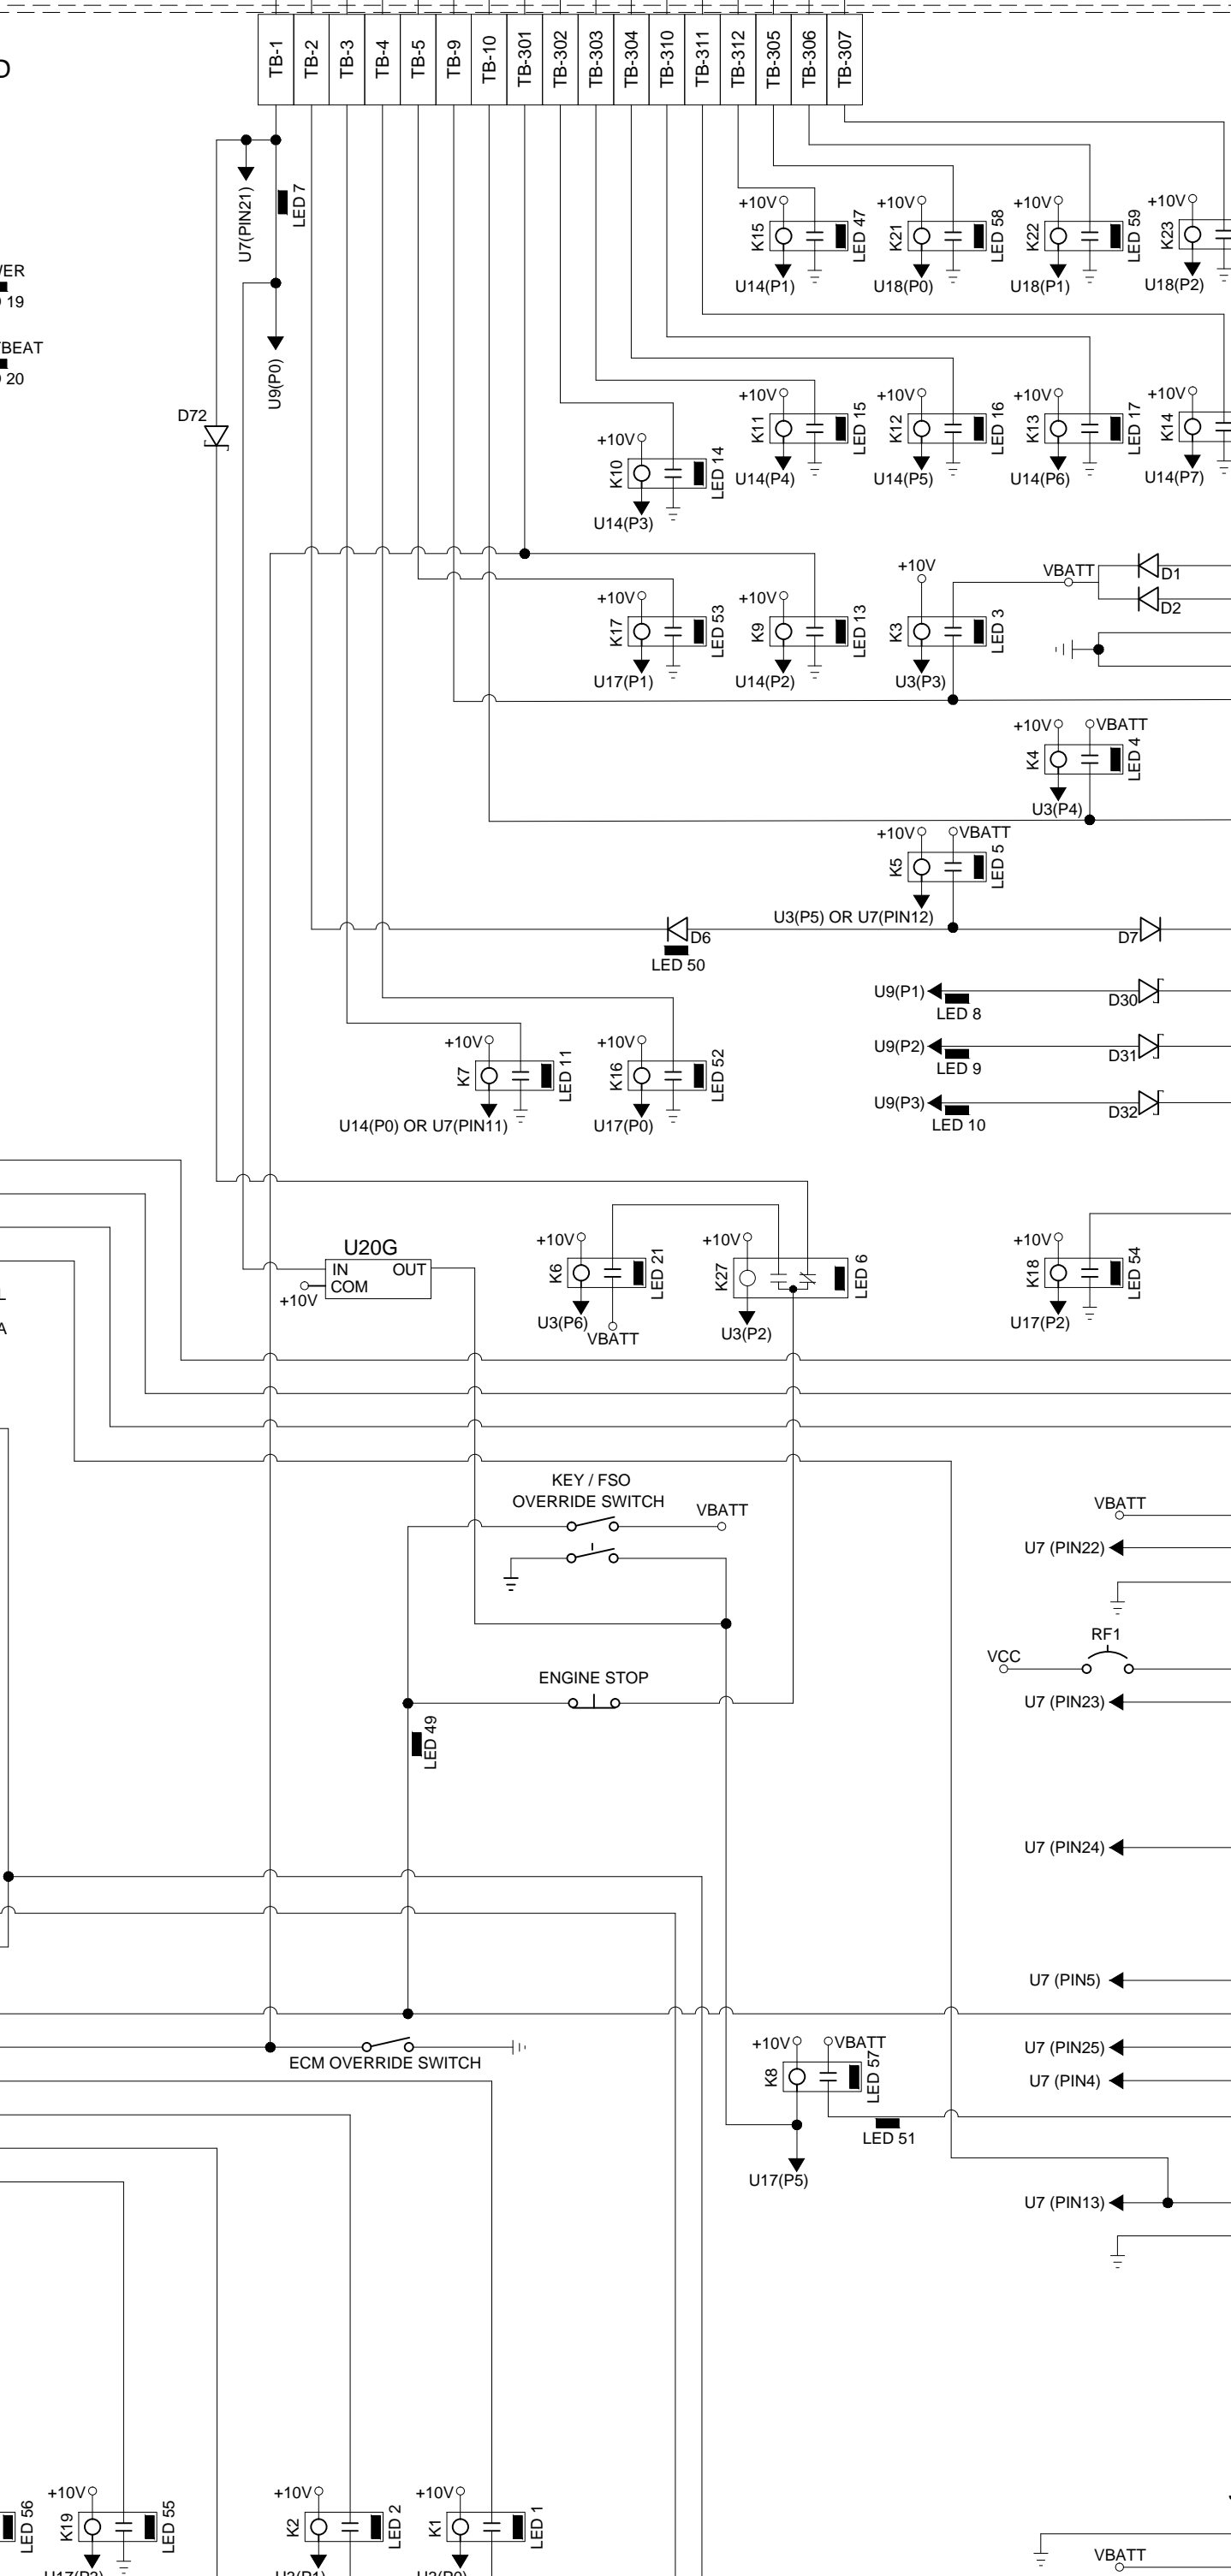 TB-1
TB-2
TB-3
TB-4
TB-5
TB-9
TB-10
TB-301
TB-302
TB-303
TB-304
TB-310
TB-311
TB-312
TB-305
TB-306
TB-307
U7(PIN21)
LED 7
+10V
K15
LED 47
U14(P1)
+10V
K21
LED 58
U18(P0)
+10V
K22
LED 59
U18(P1)
+10V
K23
U18(P2)
19
BEAT
20
U9(P0)
D72
+10V
K10
LED 14
U14(P3)
+10V
K11
LED 15
U14(P4)
+10V
K12
LED 16
U14(P5)
+10V
K13
LED 17
U14(P6)
+10V
K14
U14(P7)
+10V
K17
LED 53
U17(P1)
+10V
K9
LED 13
U14(P2)
+10V
K3
LED 3
U3(P3)
VBATT
D1
D2
+10V
VBATT
K4
LED 4
U3(P4)
+10V
VBATT
K5
LED 5
U3(P5) OR U7(PIN12)
D6
LED 50
D7
U9(P1)
LED 8
D30
U9(P2)
LED 9
D31
U9(P3)
LED 10
D32
+10V
K7
LED 11
U14(P0) OR U7(PIN11)
+10V
K16
LED 52
U17(P0)
U20G
IN
OUT
COM
+10V
+10V
K6
LED 21
U3(P6)
VBATT
+10V
K27
LED 6
U3(P2)
+10V
K18
LED 54
U17(P2)
A
KEY / FSO
OVERRIDE SWITCH
VBATT
VBATT
U7 (PIN22)
RF1
VCC
U7 (PIN23)
ENGINE STOP
LED 49
U7 (PIN24)
U7 (PIN5)
ECM OVERRIDE SWITCH
+10V
VBATT
K8
LED 57
LED 51
U17(P5)
U7 (PIN25)
U7 (PIN4)
U7 (PIN13)
LED 56
+10V
K19
LED 55
U17(P3)
+10V
K2
LED 2
U3(P1)
+10V
K1
LED 1
U3(P0)
VBATT